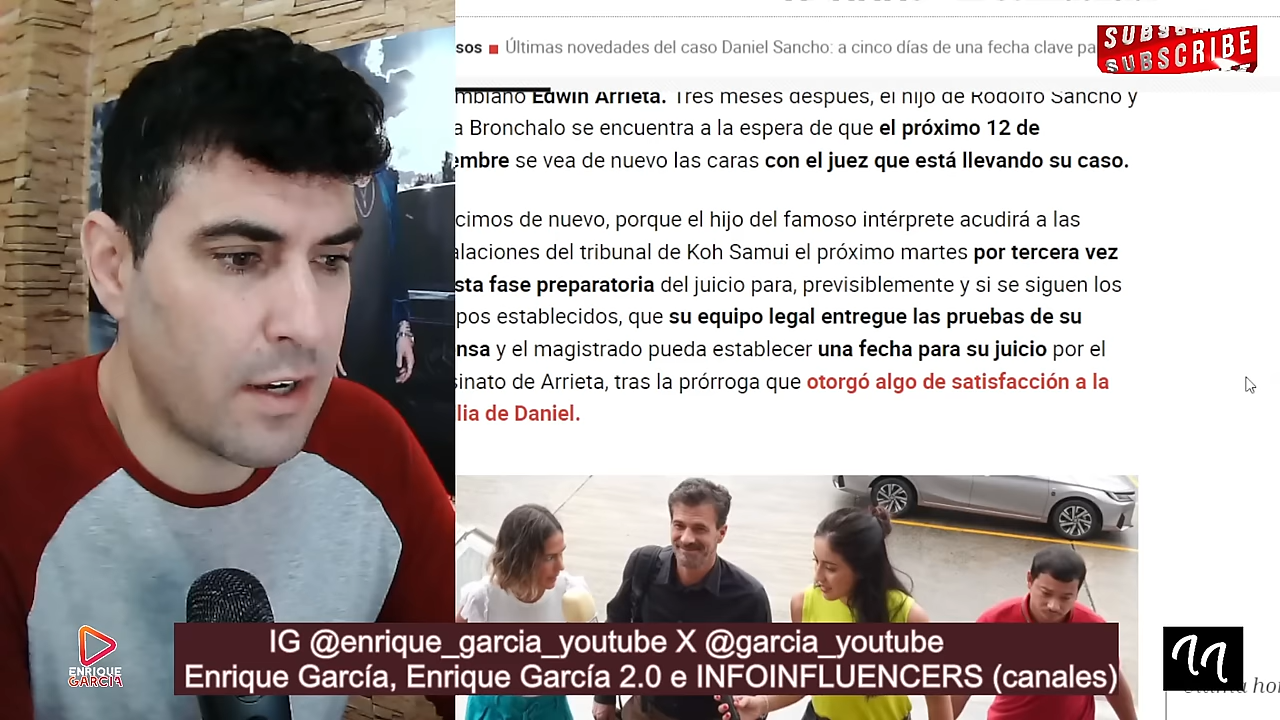 sos ■ Últimas novedades del caso Daniel Sancho: a cinco días de una fecha clave pa
SUBSCRIBE
SUBSCRIBE
mbiano Edwin Arrieta. Tres meses después, el hijo de Rodolfo Sancho y
a Bronchalo se encuentra a la espera de que el próximo 12 de
embre se vea de nuevo las caras con el juez que está llevando su caso.
cimos de nuevo, porque el hijo del famoso intérprete acudirá a las
alaciones del tribunal de Koh Samui el próximo martes por tercera vez
sta fase preparatoria del juicio para, previsiblemente y si se siguen los
pos establecidos, que su equipo legal entregue las pruebas de su
nsa y el magistrado pueda establecer una fecha para su juicio por el
sinato de Arrieta, tras la prórroga que otorgó algo de satisfacción a la
lia de Daniel.
IG @enrique_garcia_youtube X @garcia_youtube
Enrique García, Enrique García 2.0 e INFOINFLUENCERS (canales)
ENRIQUE
GARCÍA